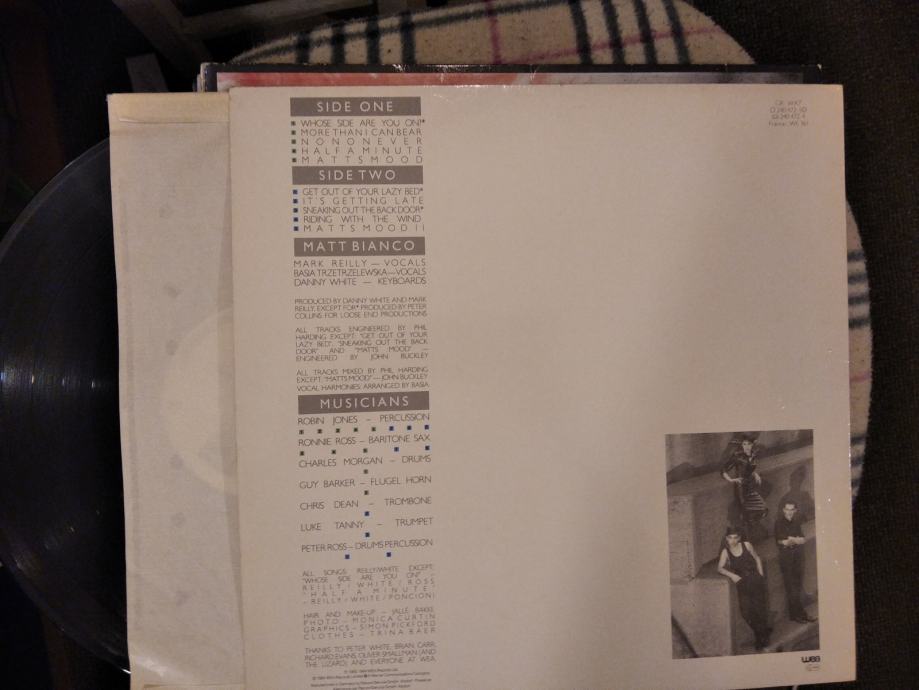 SIDE ONE
WHOSE SIDE ARE YOU ON?*
MORE THAN I CAN BEAR
NO NO NEVER
HALF A MINUTE
MATTS MOOD
SIDE TWO
GET OUT OF YOUR LAZY BED*
IT'S GETTING LATE
SNEAKING OUT THE BACK DOOR*
RIDING WITH THE WIND
MATTS MOOD II
MATT BIANCO
MARK REILLY — VOCALS
BASIA TRZETRZELEWSKA — VOCALS
DANNY WHITE — KEYBOARDS
PRODUCED BY DANNY WHITE AND MARK
REILLY, EXCEPT FOR* PRODUCED BY PETER
COLLINS FOR LOOSE END PRODUCTIONS
ALL TRACKS ENGINEERED BY PHIL
HARDING EXCEPT: "GET OUT OF YOUR
LAZY BED", "SNEAKING OUT THE BACK
DOOR" AND "MATTS MOOD" —
ENGINEERED BY JOHN BUCKLEY
ALL TRACKS MIXED BY PHIL HARDING
EXCEPT "MATTS MOOD" — JOHN BUCKLEY
VOCAL HARMONIES: ARRANGED BY BASIA
MUSICIANS
ROBIN JONES – PERCUSSION
RONNIE ROSS – BARITONE SAX
CHARLES MORGAN – DRUMS
GUY BARKER – FLUGEL HORN
CHRIS DEAN – TROMBONE
LUKE TANNY – TRUMPET
PETER ROSS – DRUMS PERCUSSION
ALL SONGS REILLY/WHITE EXCEPT:
"WHOSE SIDE ARE YOU ON?" –
REILLY / WHITE / ROSS
"HALF A MINUTE"
– REILLY / WHITE / PONCIONI
HAIR AND MAKE-UP – JALLE BAKKE
PHOTO – MONICA CURTIN
GRAPHICS – SIMON PICKFORD
CLOTHES – TRINA BAER
THANKS TO PETER WHITE, BRIAN CARR,
RICHARD EVANS, OLIVER SMALLMAN (AND
THE LIZARD) AND EVERYONE AT WEA.
France: WE 361
wea